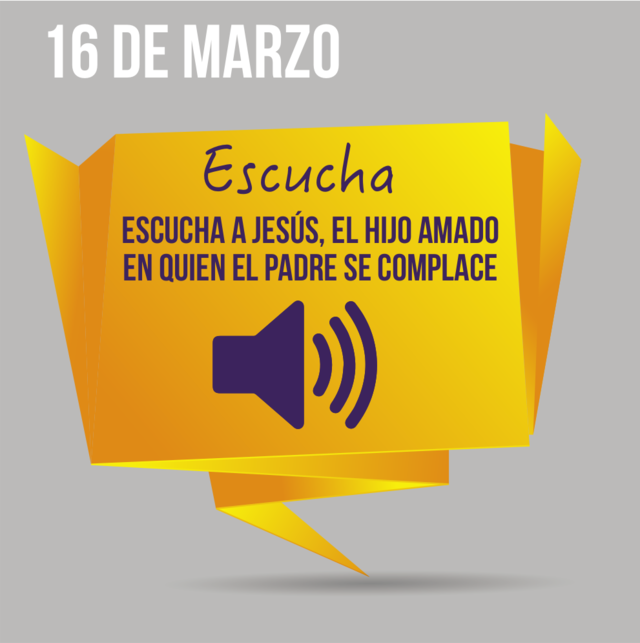 16 DE MARZO
Escucha
ESCUCHA A JESÚS, EL HIJO AMADO
EN QUIEN EL PADRE SE COMPLACE